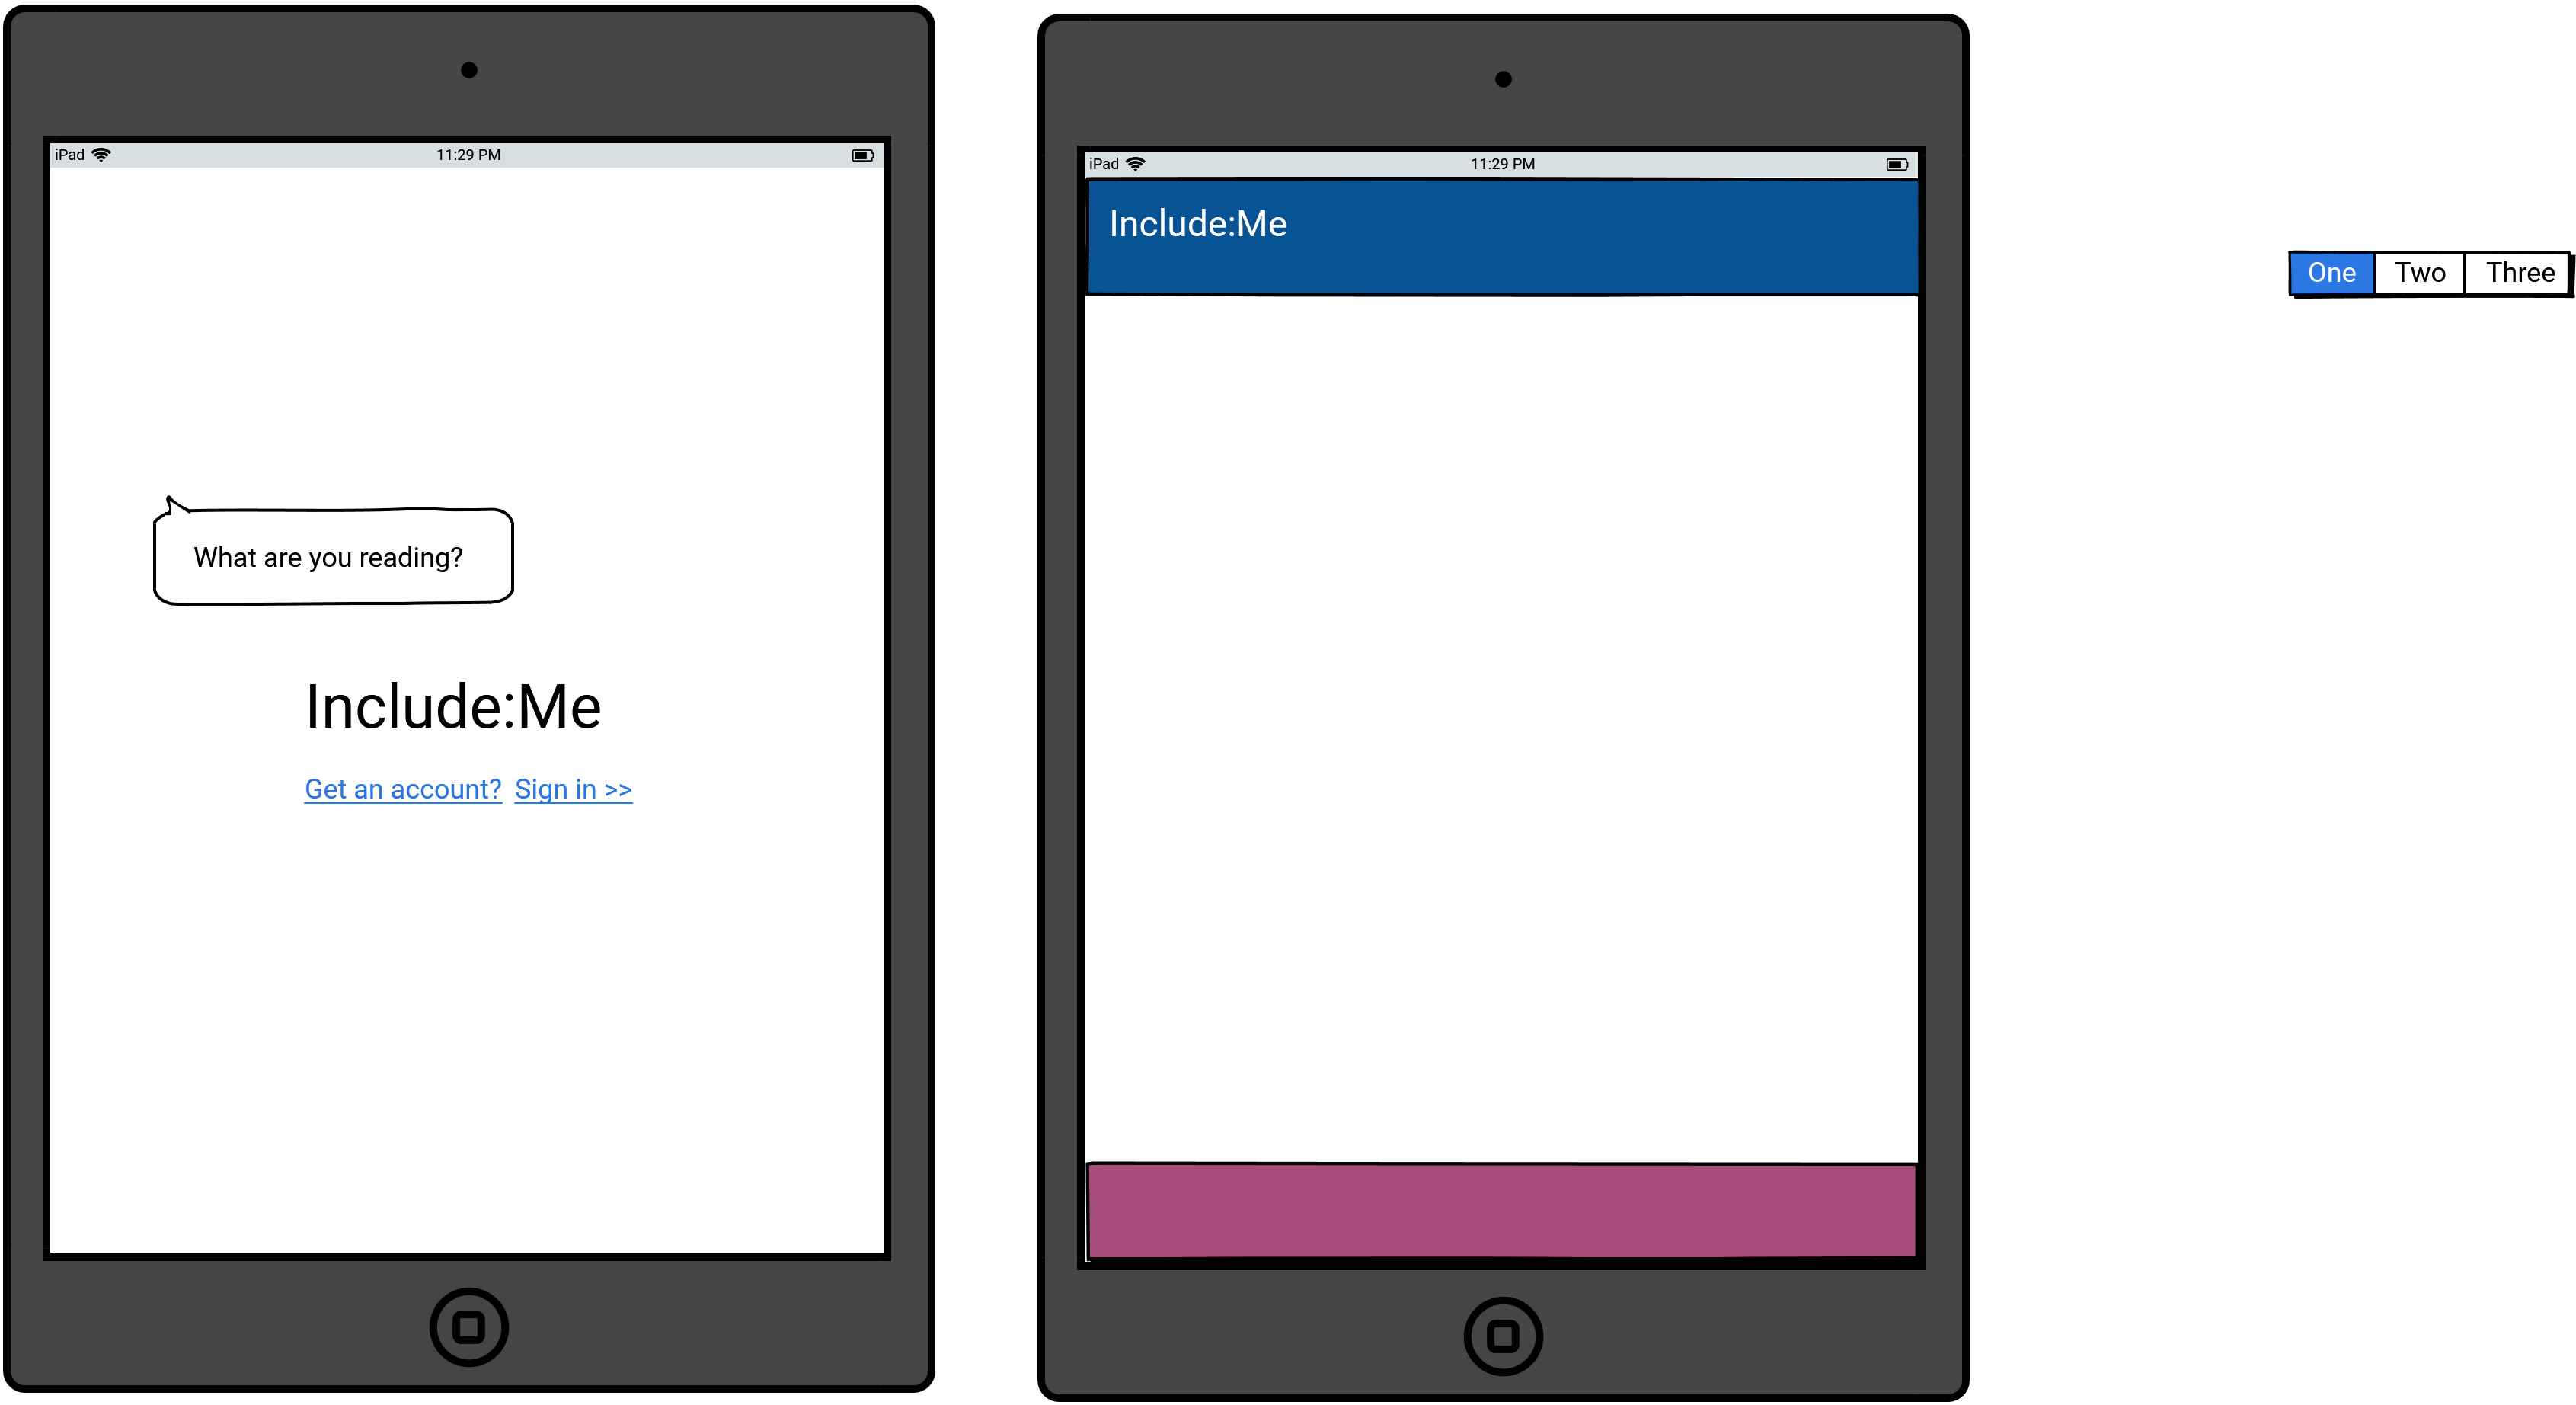 iPad 11:29 PM
What are you reading?
Include:Me
Get an account? Sign in >>
iPad 11:29 PM
Include:Me
One Two Three